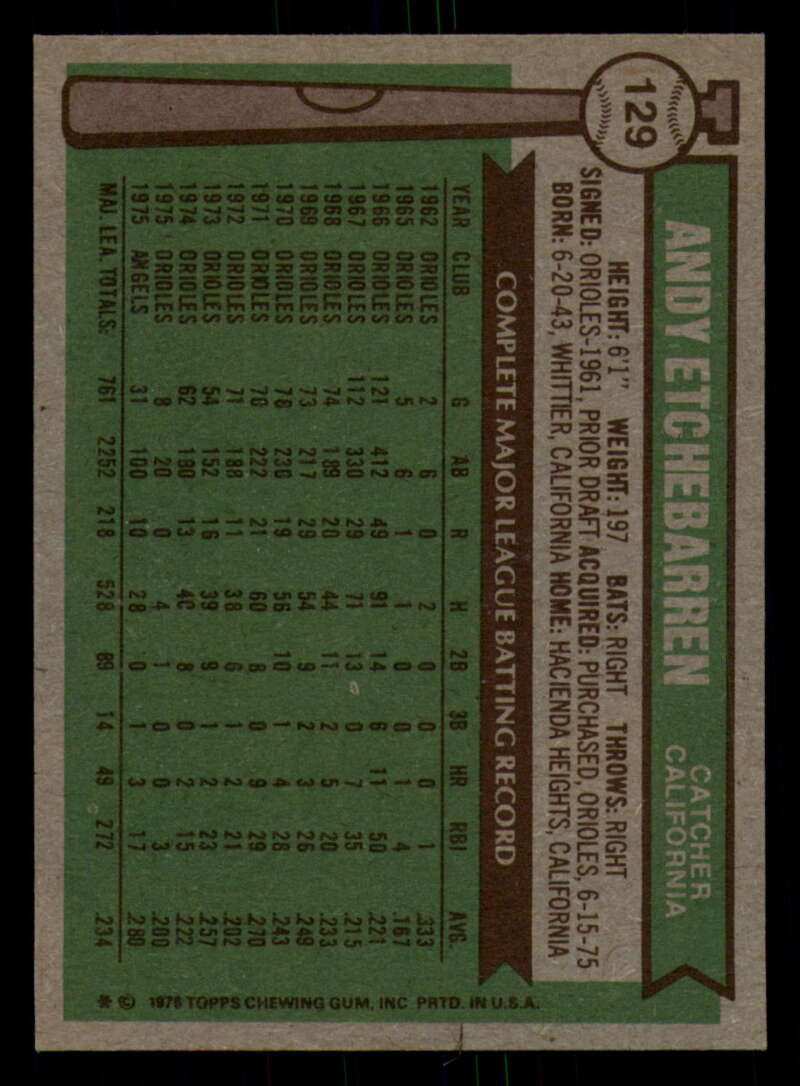 129
ANDY ETCHEBARREN
CATCHER
CALIFORNIA
HEIGHT: 6'1" WEIGHT: 197 BATS: RIGHT THROWS: RIGHT
SIGNED: ORIOLES-1961, PRIOR DRAFT ACQUIRED: PURCHASED, ORIOLES, 6-15-75
BORN: 6-20-43, WHITTIER, CALIFORNIA HOME: HACIENDA HEIGHTS, CALIFORNIA
COMPLETE MAJOR LEAGUE BATTING RECORD
YEAR CLUB G AB R H 2B 3B HR RBI AVG.
1962 ORIOLES 2 6 0 2 0 0 0 1 .333
1965 ORIOLES 5 6 1 1 0 0 1 4 .167
1966 ORIOLES 121 412 49 91 14 6 11 50 .221
1967 ORIOLES 112 330 29 71 13 0 7 35 .215
1968 ORIOLES 74 189 20 44 11 2 5 20 .233
1969 ORIOLES 73 217 29 54 9 2 3 26 .249
1970 ORIOLES 78 230 19 56 10 1 4 28 .243
1971 ORIOLES 70 222 21 60 8 0 9 29 .270
1972 ORIOLES 71 188 11 38 6 1 2 21 .202
1973 ORIOLES 54 152 16 39 9 1 2 23 .257
1974 ORIOLES 62 180 13 40 8 0 2 15 .222
1975 ORIOLES 8 20 0 4 1 0 0 3 .200
1975 ANGELS 31 100 10 28 0 1 3 17 .280
MAJ. LEA. TOTALS: 761 2252 218 528 89 14 49 272 .234
* © 1976 TOPPS CHEWING GUM, INC. PRTD. IN U.S.A.